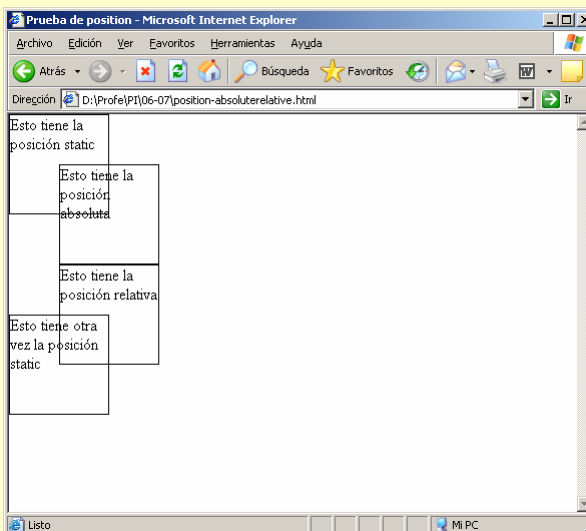 Prueba de position - Microsoft Internet Explorer
Archivo Edición Ver Favoritos Herramientas Ayuda
Atrás Búsqueda Favoritos
Dirección D:\Profe\PI\06-07\position-absoluterelative.html Ir
Esto tiene la
posición static
Esto tiene la
posición
absoluta
Esto tiene la
posición relativa
Esto tiene otra
vez la posición
static
Listo Mi PC